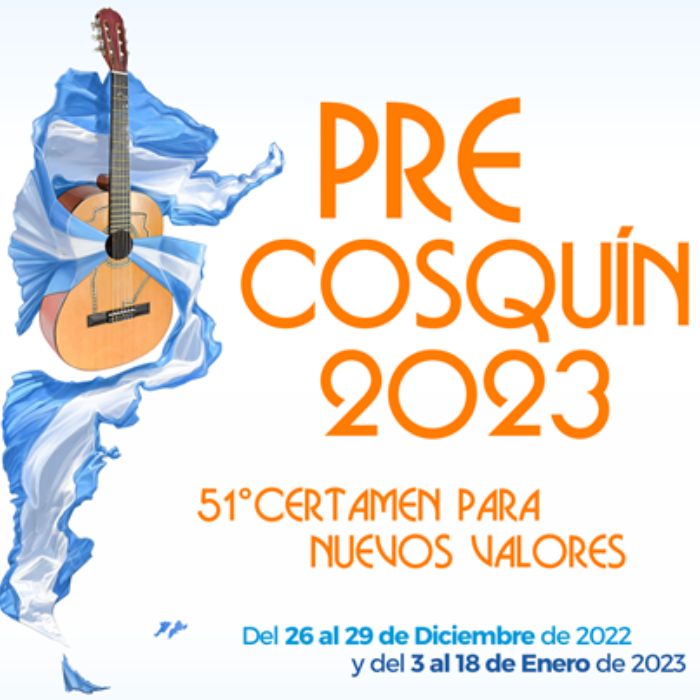 PRE
COSQUÍN
2023
51°CERTAMEN PARA
NUEVOS VALORES
Del 26 al 29 de Diciembre de 2022
y del 3 al 18 de Enero de 2023